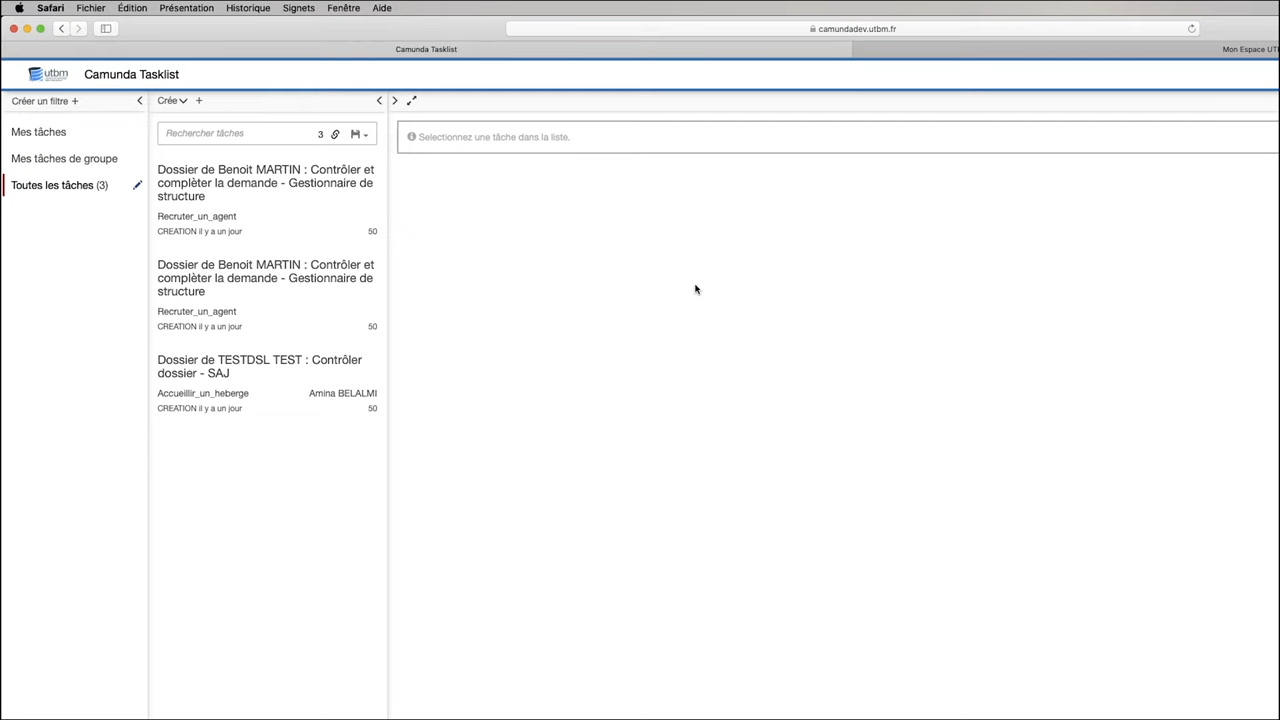 Safari Fichier Édition Présentation Historique Signets Fenêtre Aide
camundadev.utbm.fr
Camunda Tasklist
Mon Espace UT
utbm Camunda Tasklist
Créer un filtre +
Crée +
Mes tâches
Mes tâches de groupe
Toutes les tâches (3)
Rechercher tâches 3
Selectionnez une tâche dans la liste.
Dossier de Benoit MARTIN : Contrôler et
complèter la demande - Gestionnaire de
structure
Recruter_un_agent
CREATION il y a un jour 50
Dossier de Benoit MARTIN : Contrôler et
complèter la demande - Gestionnaire de
structure
Recruter_un_agent
CREATION il y a un jour 50
Dossier de TESTDSL TEST : Contrôler
dossier - SAJ
Accueillir_un_heberge Amina BELALMI
CREATION il y a un jour 50